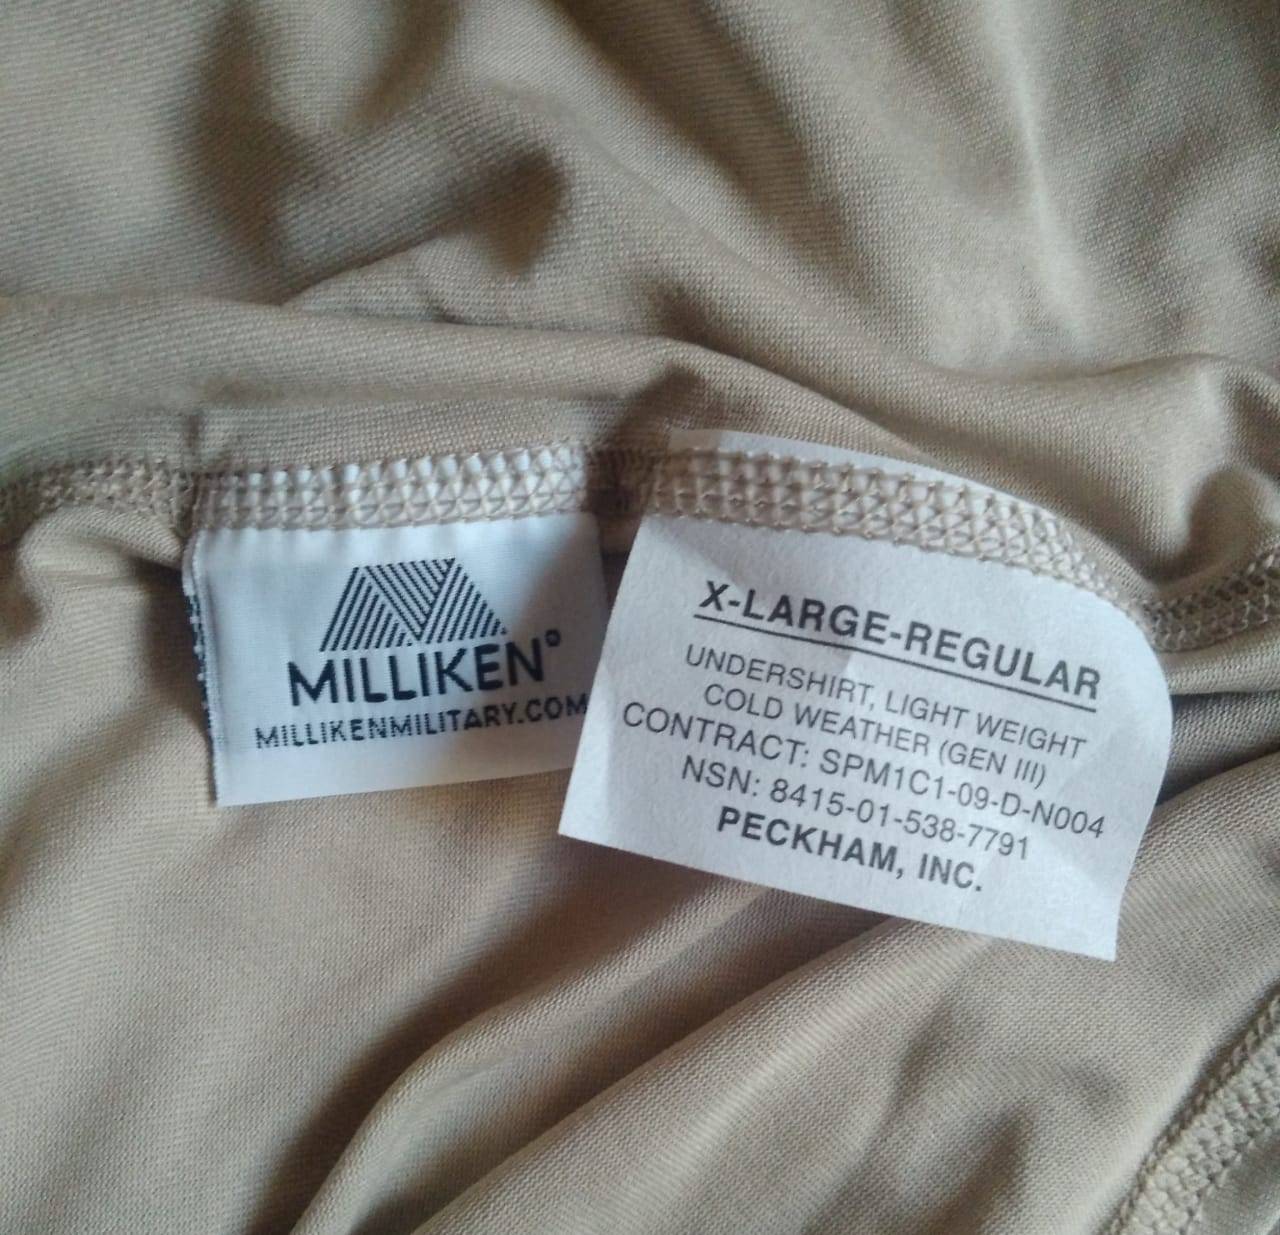 MILLIKEN®
MILLIKENMILITARY.COM
X-LARGE-REGULAR
UNDERSHIRT, LIGHT WEIGHT
COLD WEATHER (GEN III)
CONTRACT: SPM1C1-09-D-N004
NSN: 8415-01-538-7791
PECKHAM, INC.